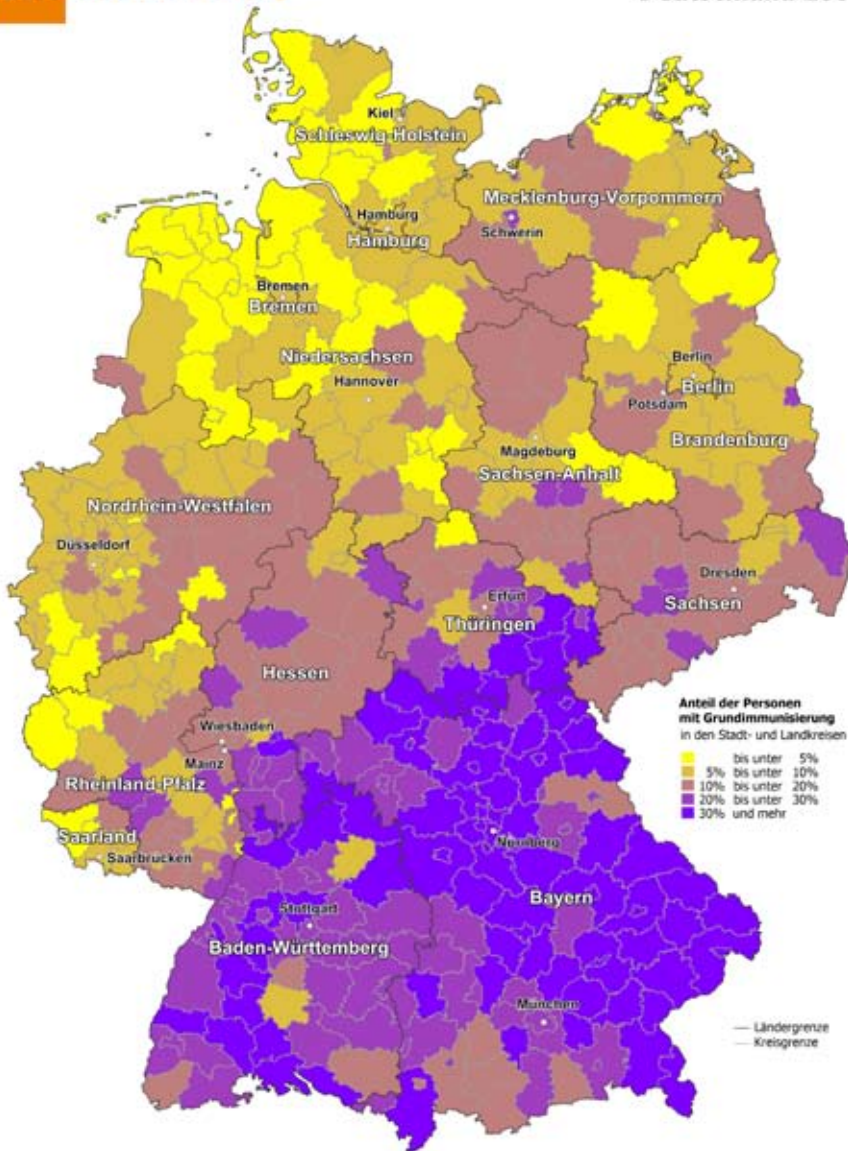 Kiel
Schleswig-Holstein
Mecklenburg-Vorpommern
Hamburg
Hamburg
Schwerin
Bremen
Bremen
Niedersachsen
Hannover
Berlin
Berlin
Potsdam
Brandenburg
Magdeburg
Sachsen-Anhalt
Nordrhein-Westfalen
Düsseldorf
Dresden
Sachsen
Erfurt
Thüringen
Hessen
Wiesbaden
Mainz
Rheinland-Pfalz
Saarland
Saarbrücken
Anteil der Personen
mit Grundimmunisierung
in den Stadt- und Landkreisen
bis unter 5%
5% bis unter 10%
10% bis unter 20%
20% bis unter 30%
30% und mehr
Nürnberg
Bayern
Stuttgart
Baden-Württemberg
München
Ländergrenze
Kreisgrenze